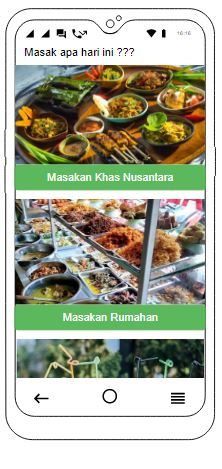 16:16
Masak apa hari ini ???
Masakan Khas Nusantara
Masakan Rumahan